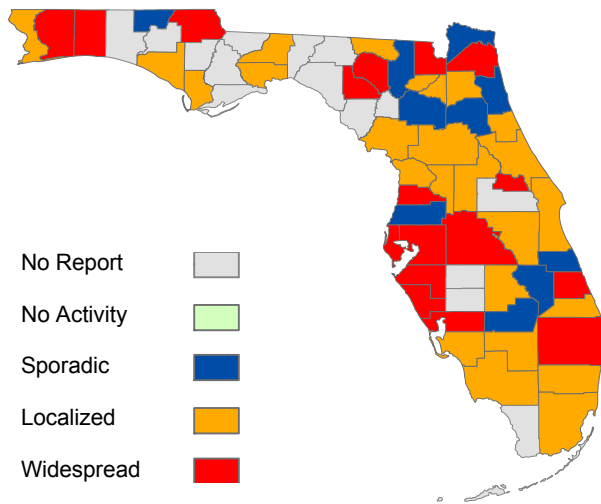 No Report
No Activity
Sporadic
Localized
Widespread